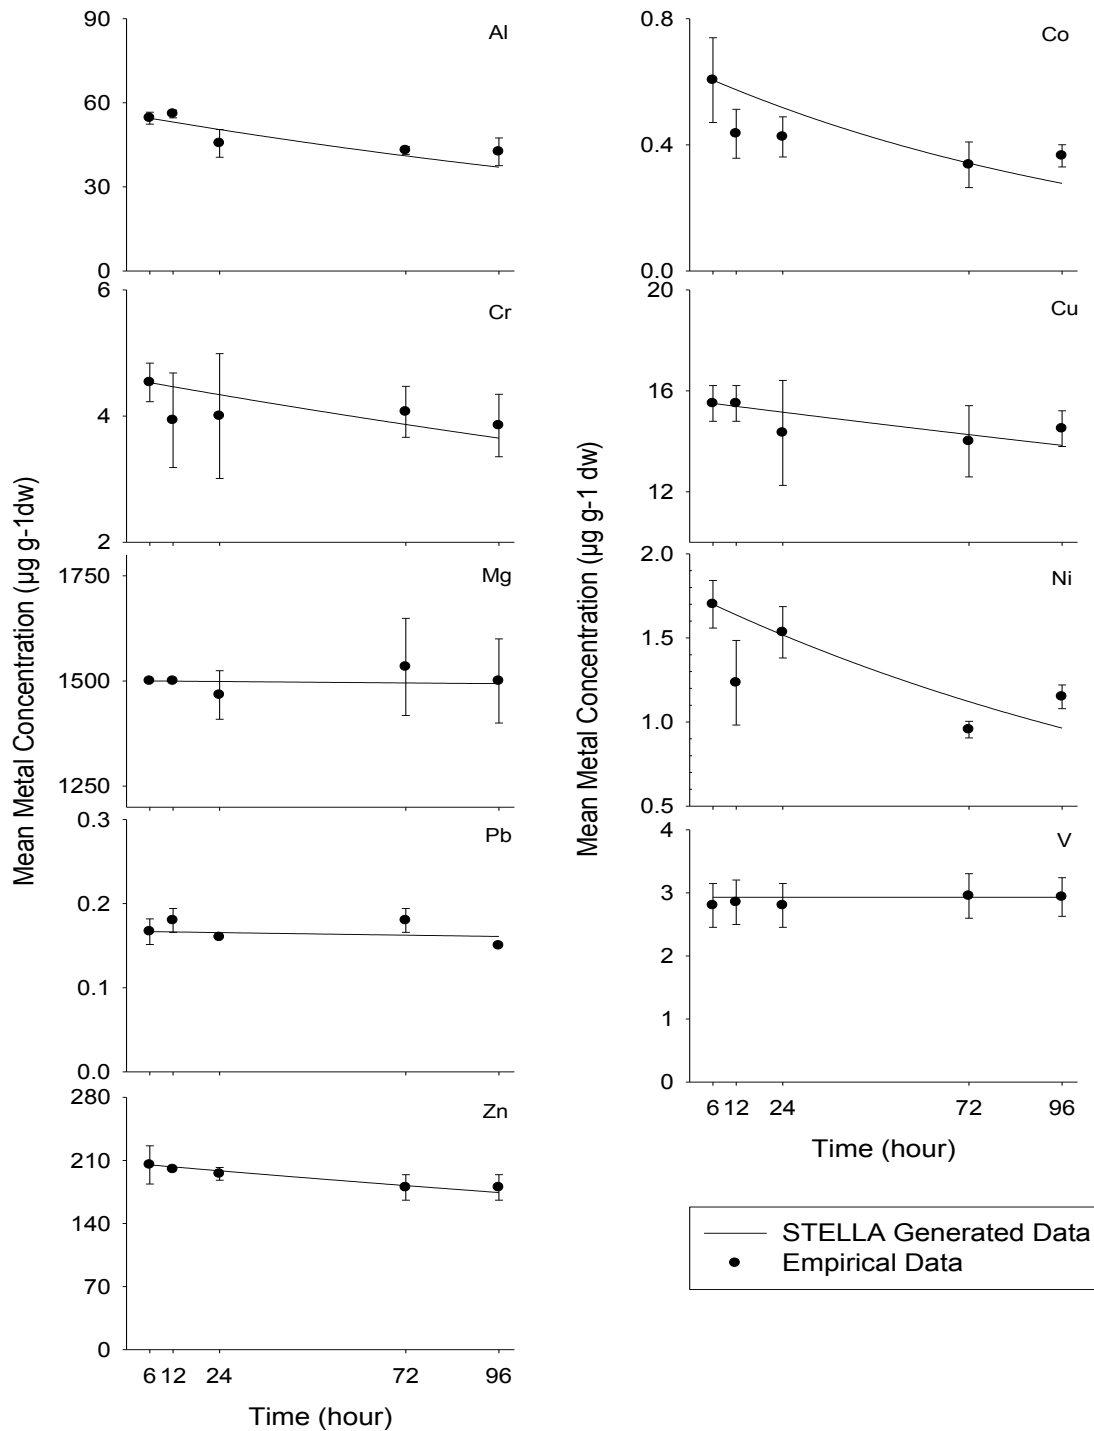 Mean Metal Concentration (µg g-1dw)
90
60
30
0
Al
6
4
2
Cr
1750
1500
1250
Mg
0.3
0.2
0.1
0.0
Pb
280
210
140
70
0
Zn
6 12 24 72 96
Time (hour)
Mean Metal Concentration (µg g-1 dw)
0.8
0.4
0.0
Co
20
16
12
Cu
2.0
1.5
1.0
0.5
Ni
4
3
2
1
0
V
6 12 24 72 96
Time (hour)
STELLA Generated Data
Empirical Data